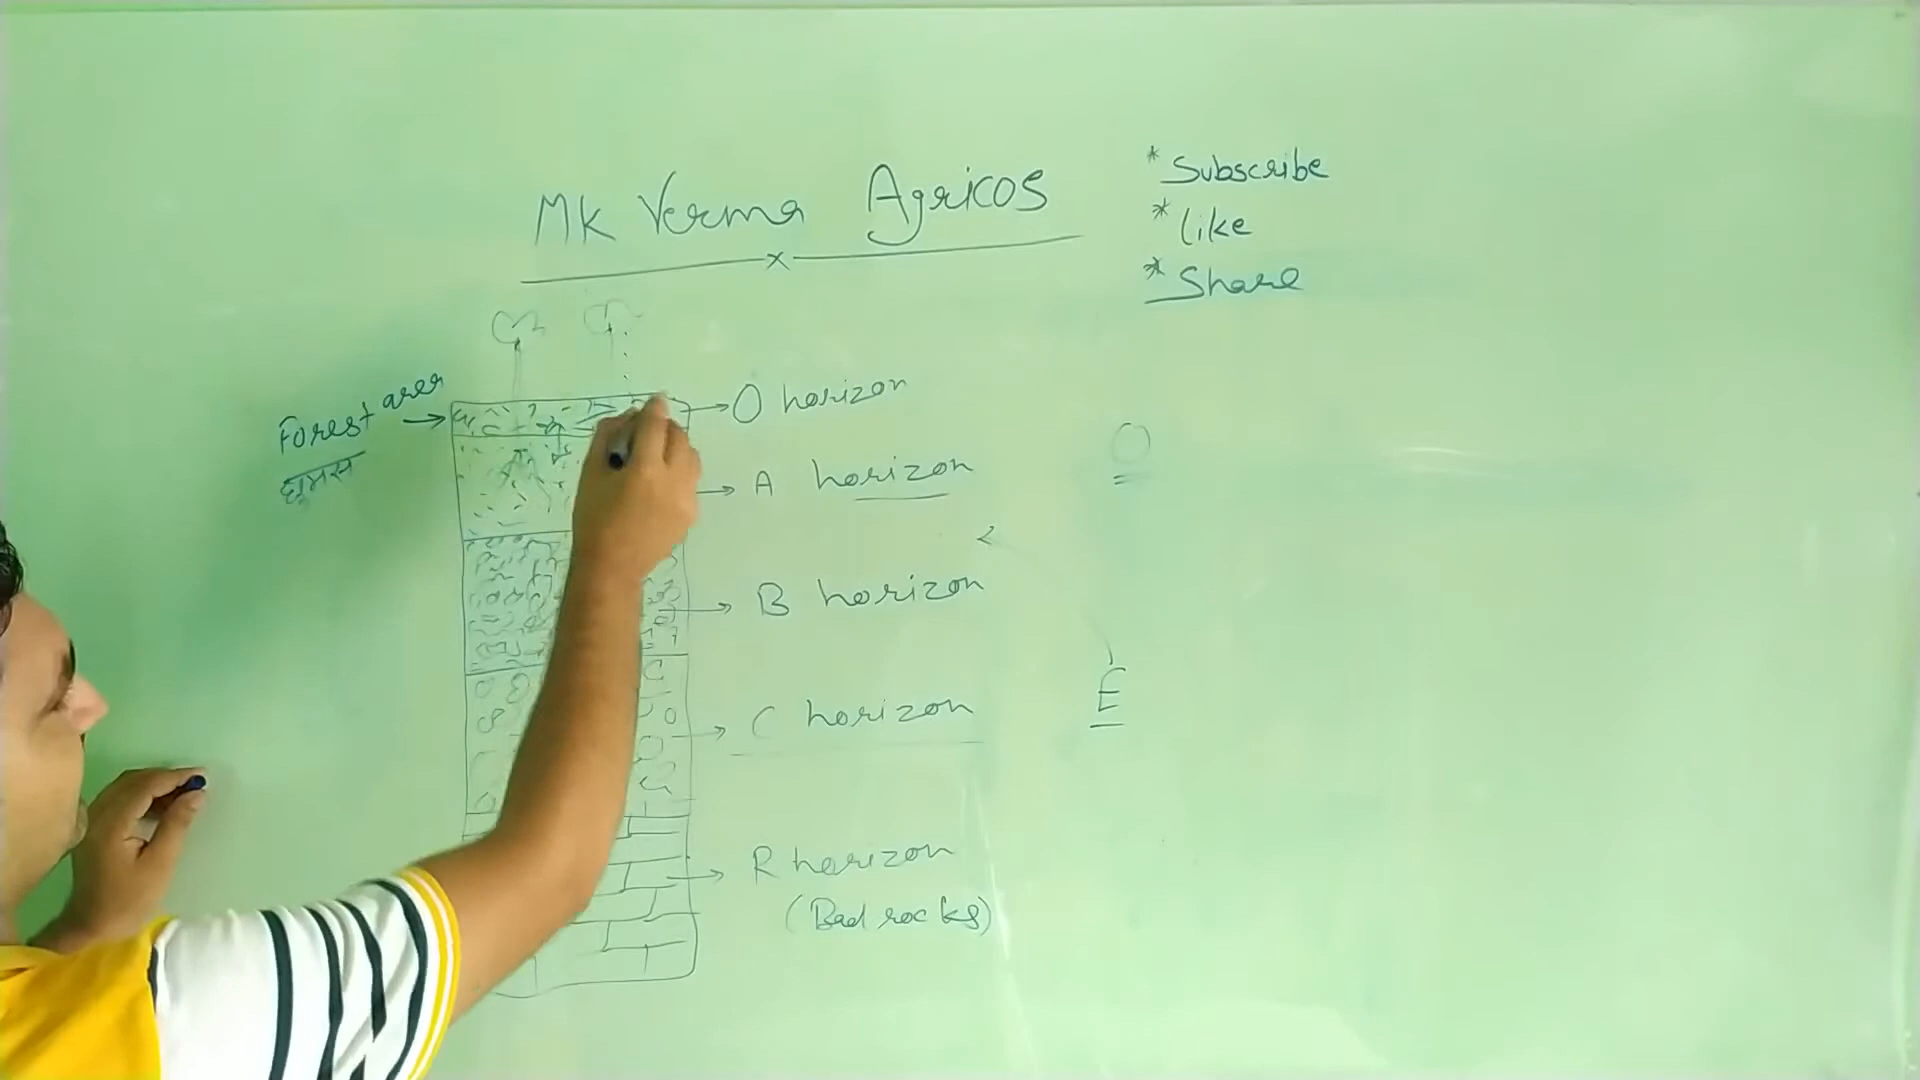 MK Verma Agricos
* Subscribe
* like
* Share
Forest area
ह्यूमस
O horizon
A horizon
B horizon
C horizon
R horizon
(Bad rocks)
O
E